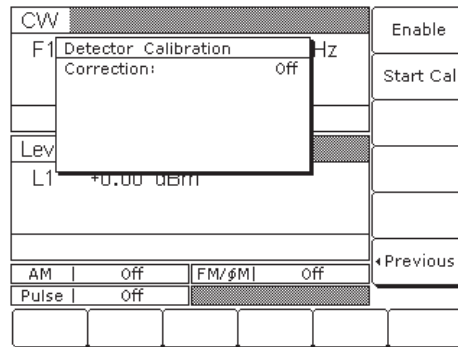 CW
F1
Hz
Detector Calibration
Correction: Off
Lev
L1 +0.00 dBm
AM | Off
FM/ϕM| Off
Pulse | Off
Enable
Start Cal
◂Previous